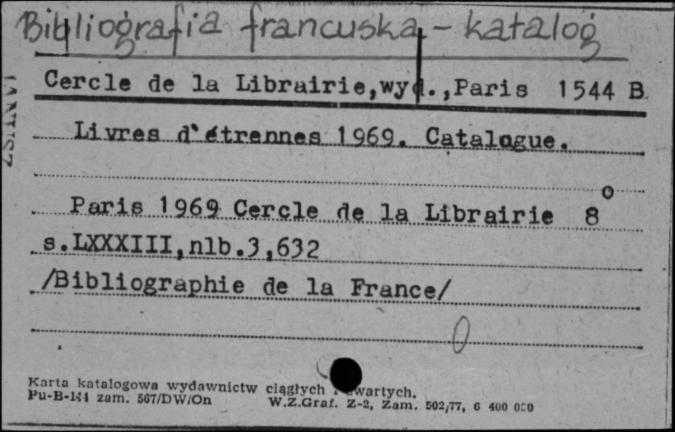 Bibliografia francuska - katalog
Cercle de la Librairie,wyd.,Paris 1544 B
Livres d'étrennes 1969. Catalogue.
Paris 1969 Cercle de la Librairie 8o
s.LXXXIII,nlb.3,632
/Bibliographie de la France/
0
Karta katalogowa wydawnictw ciągłych i zwartych.
Pu-B-144 zam. 567/DW/On W.Z.Graf. Z-2, Zam. 502/77, 6 400 000